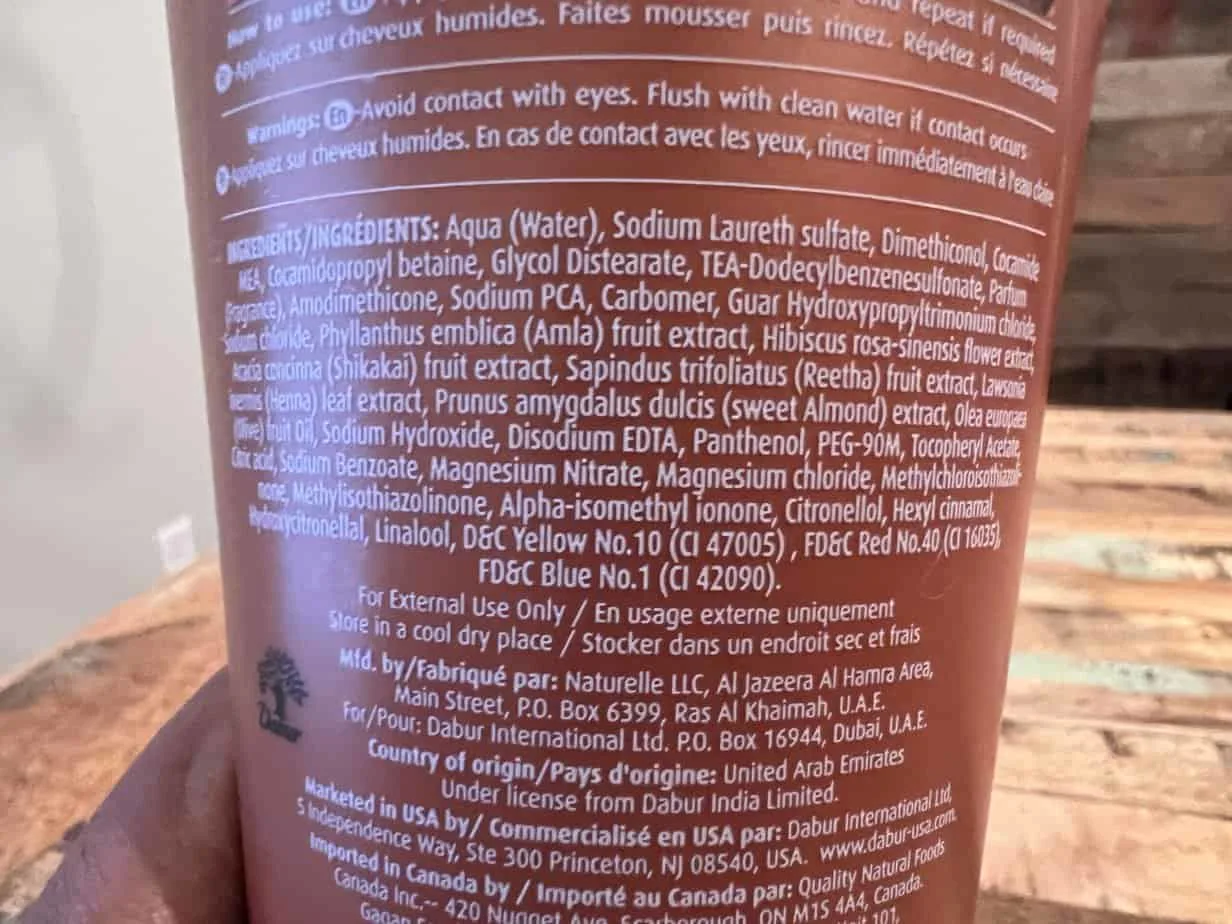 How to use: En
nd repeat if required
Fr Appliquez sur cheveux humides. Faites mousser puis rincez. Répétez si nécessaire
Warnings: En-Avoid contact with eyes. Flush with clean water if contact occurs
Appliquez sur cheveux humides. En cas de contact avec les yeux, rincer immédiatement à l'eau claire
INGREDIENTS/INGRÉDIENTS: Aqua (Water), Sodium Laureth sulfate, Dimethiconol, Cocamide
MEA, Cocamidopropyl betaine, Glycol Distearate, TEA-Dodecylbenzenesulfonate, Parfum
(Fragrance), Amodimethicone, Sodium PCA, Carbomer, Guar Hydroxypropyltrimonium chloride,
Sodium chloride, Phyllanthus emblica (Amla) fruit extract, Hibiscus rosa-sinensis flower extract,
Acacia concinna (Shikakai) fruit extract, Sapindus trifoliatus (Reetha) fruit extract, Lawsonia
inermis (Henna) leaf extract, Prunus amygdalus dulcis (sweet Almond) extract, Olea europaea
(Olive) fruit Oil, Sodium Hydroxide, Disodium EDTA, Panthenol, PEG-90M, Tocopheryl Acetate,
Citric acid, Sodium Benzoate, Magnesium Nitrate, Magnesium chloride, Methylchloroisothiazoli-
none, Methylisothiazolinone, Alpha-isomethyl ionone, Citronellol, Hexyl cinnamal,
Hydroxycitronellal, Linalool, D&C Yellow No.10 (CI 47005) , FD&C Red No.40 (CI 16035),
FD&C Blue No.1 (CI 42090).
For External Use Only / En usage externe uniquement
Store in a cool dry place / Stocker dans un endroit sec et frais
Dabur
Mfd. by/Fabriqué par: Naturelle LLC, Al Jazeera Al Hamra Area,
Main Street, P.O. Box 6399, Ras Al Khaimah, U.A.E.
For/Pour: Dabur International Ltd. P.O. Box 16944, Dubai, U.A.E.
Country of origin/Pays d'origine: United Arab Emirates
Under license from Dabur India Limited.
Marketed in USA by/ Commercialisé en USA par: Dabur International Ltd,
5 Independence Way, Ste 300 Princeton, NJ 08540, USA. www.dabur-usa.com.
Imported in Canada by / Importé au Canada par: Quality Natural Foods
Canada Inc.-- 420 Nugget Ave, Scarborough, ON M1S 4A4, Canada.
Gagan
Unit 101,